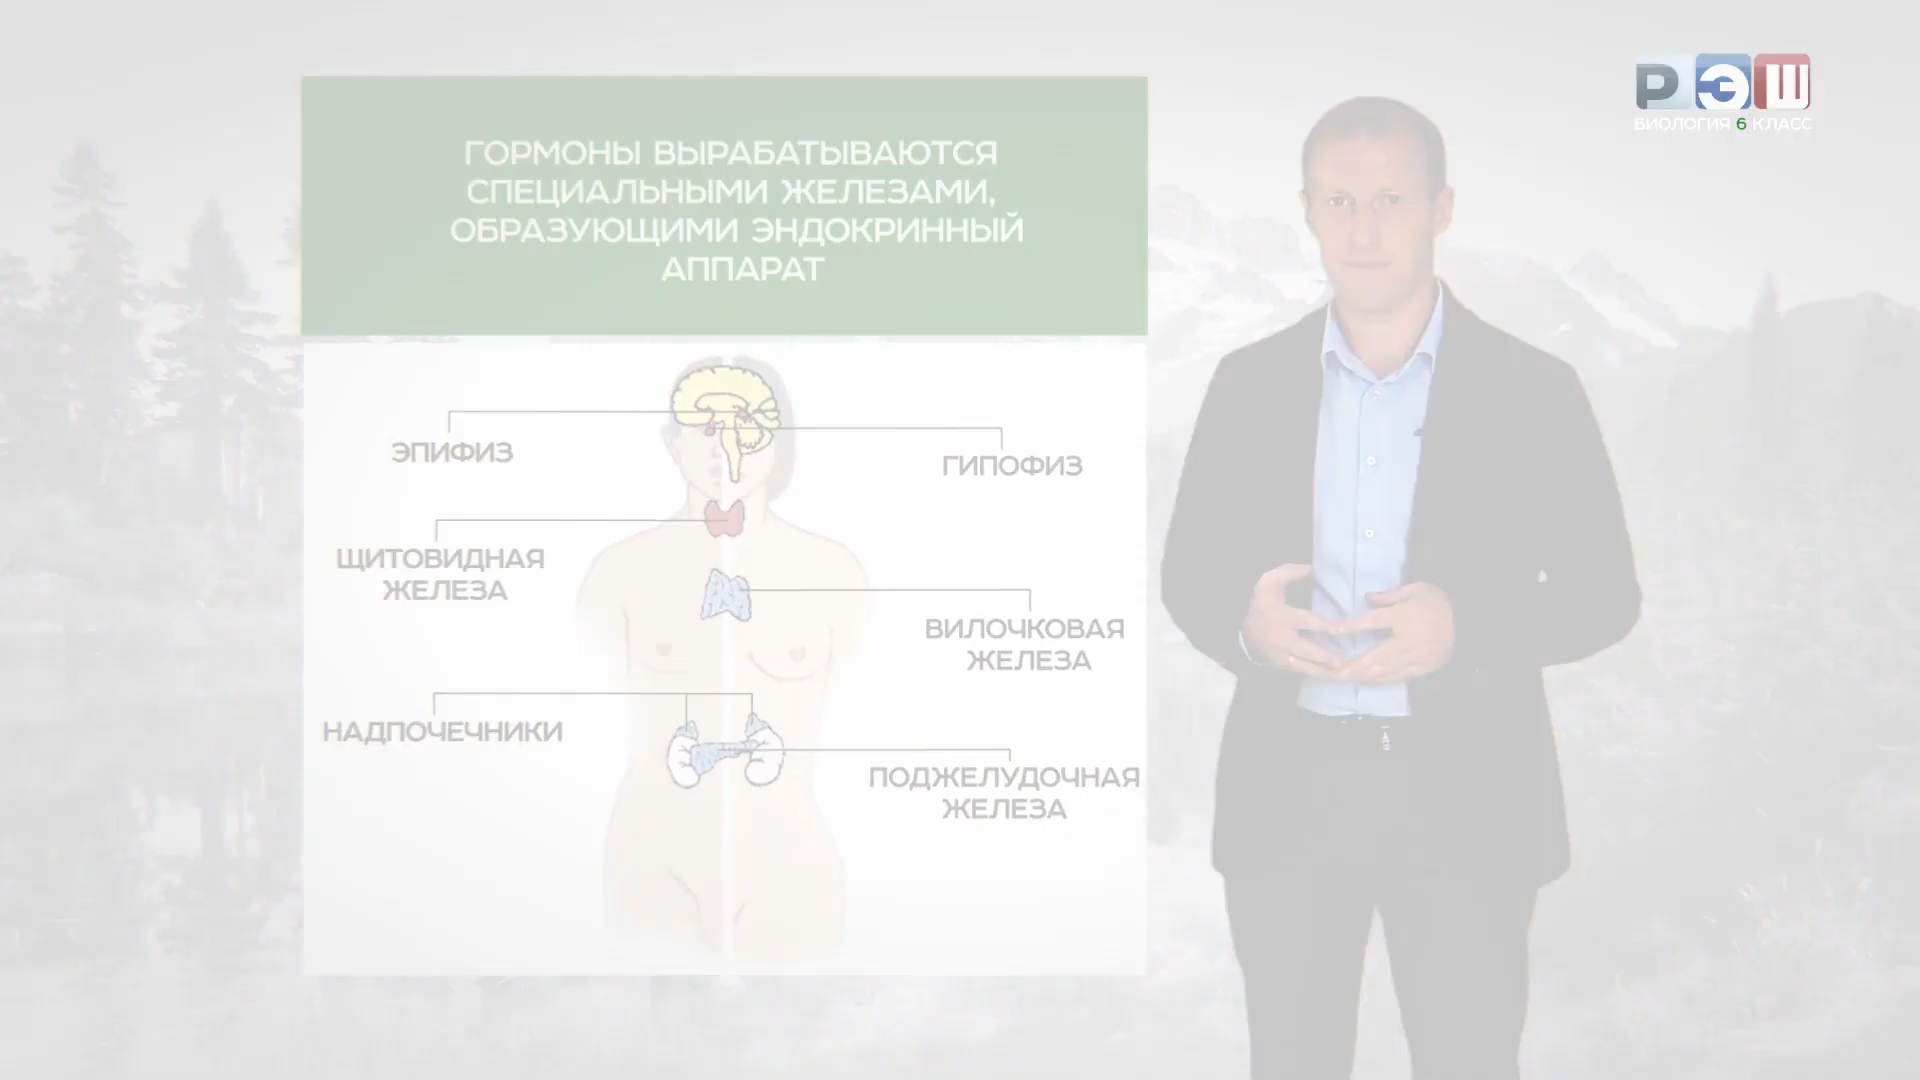 РЭШ
БИОЛОГИЯ 6 КЛАСС
ГОРМОНЫ ВЫРАБАТЫВАЮТСЯ
СПЕЦИАЛЬНЫМИ ЖЕЛЕЗАМИ,
ОБРАЗУЮЩИМИ ЭНДОКРИННЫЙ
АППАРАТ
ЭПИФИЗ
ГИПОФИЗ
ЩИТОВИДНАЯ
ЖЕЛЕЗА
ВИЛОЧКОВАЯ
ЖЕЛЕЗА
НАДПОЧЕЧНИКИ
ПОДЖЕЛУДОЧНАЯ
ЖЕЛЕЗА